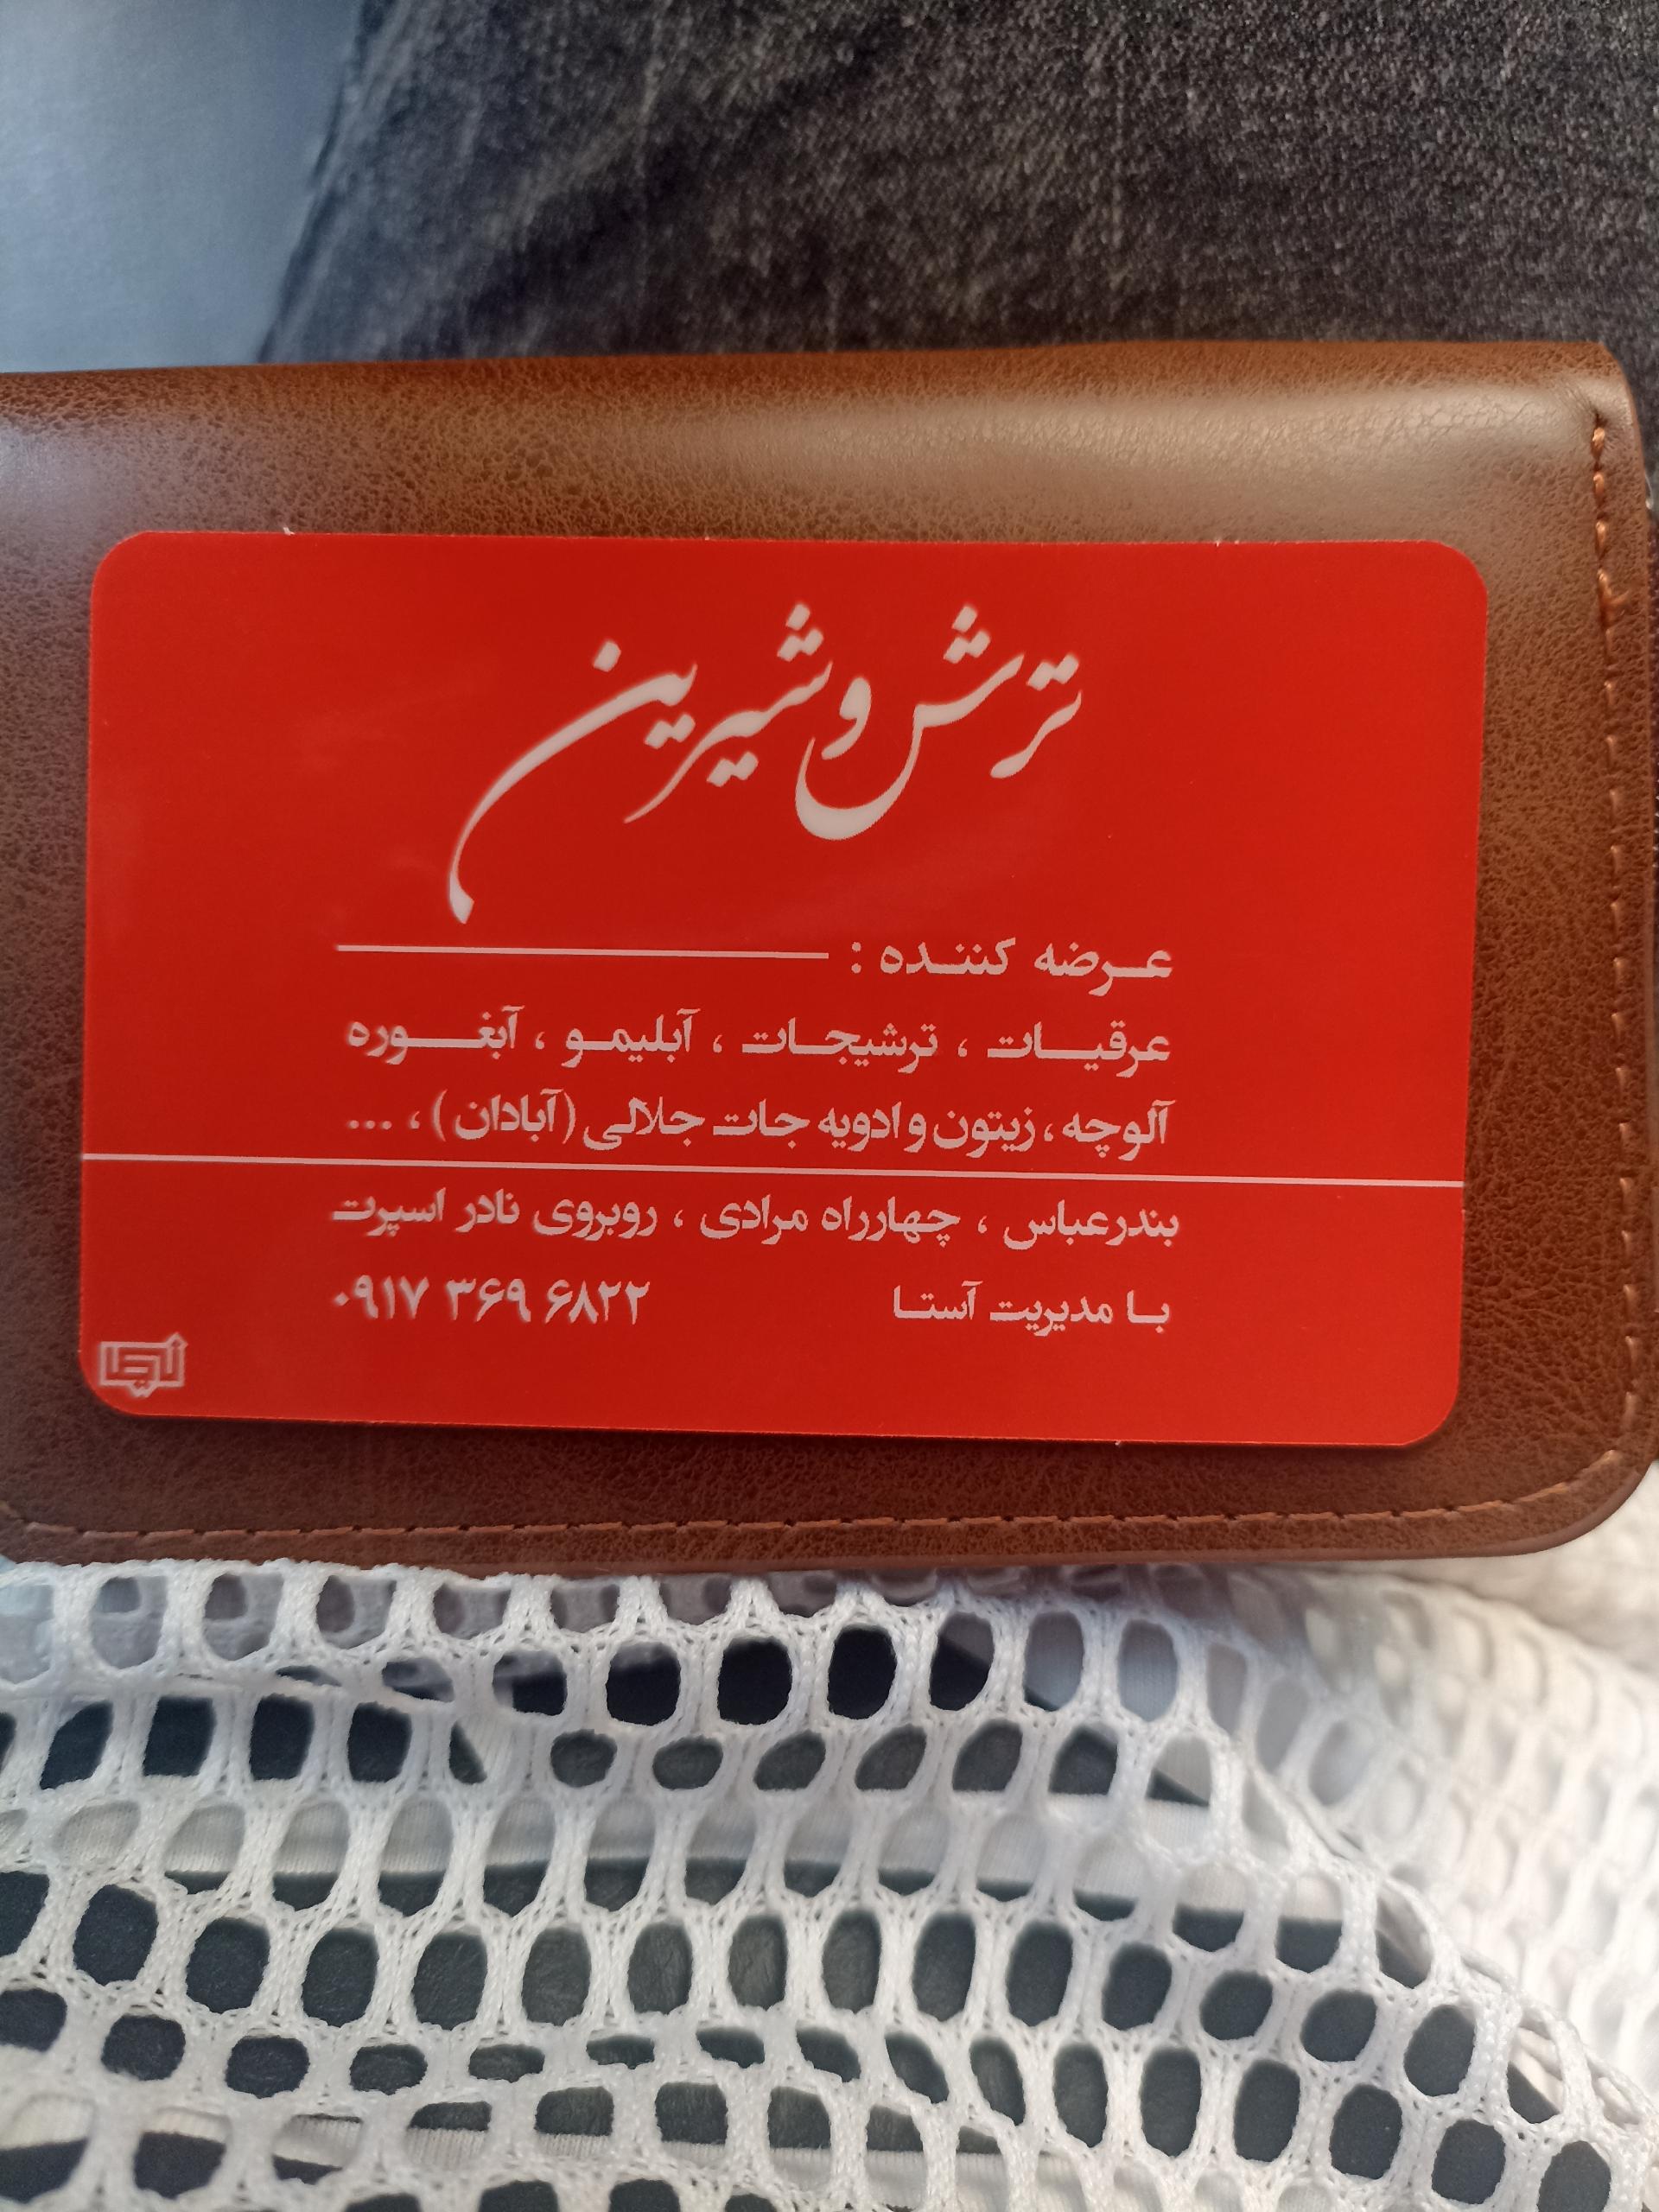 ترش و شیرین
عرضه کننده :
عرقیات ، ترشیجات ، آبلیمو ، آبغوره
آلوچه ، زیتون و ادویه جات جلالی (آبادان) ، ...
بندرعباس ، چهارراه مرادی ، روبروی نادر اسپرت
با مدیریت آستا ۰۹۱۷ ۳۶۹ ۶۸۲۲